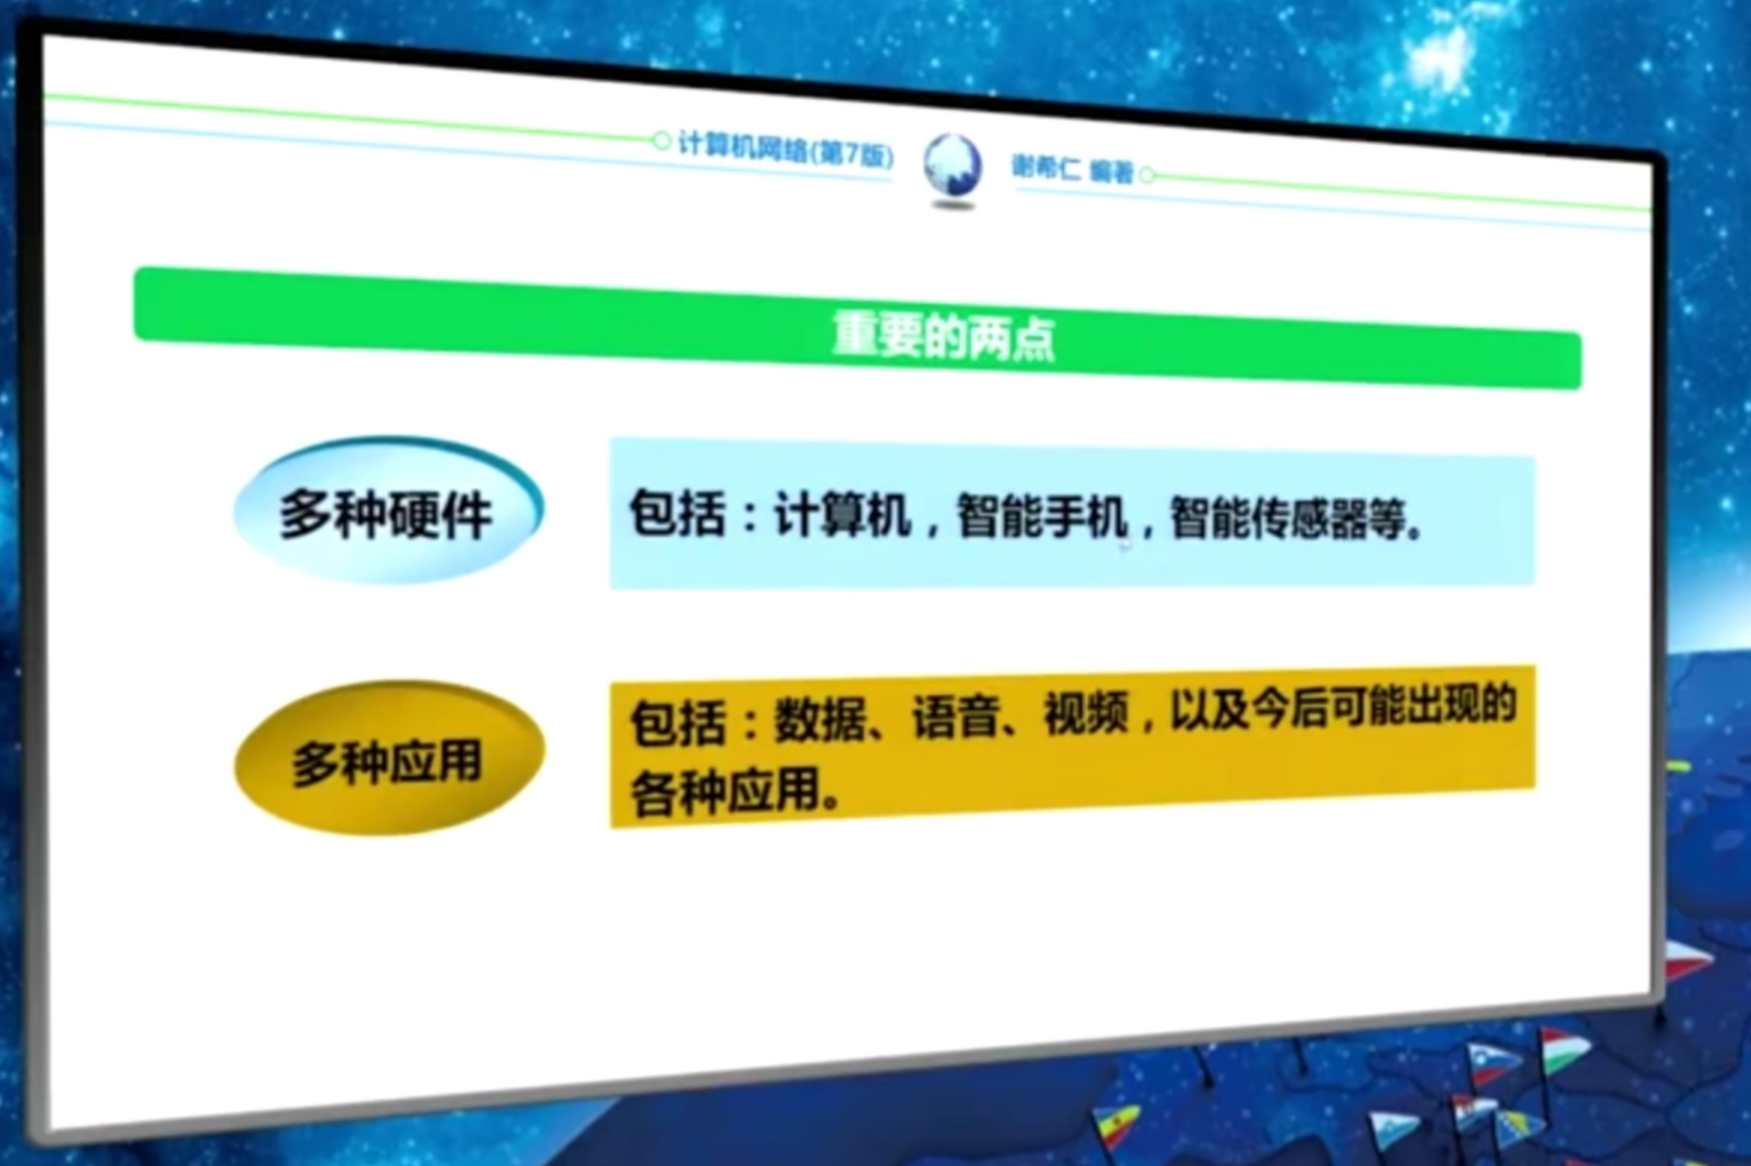 计算机网络(第7版)
谢希仁 编著
重要的两点
多种硬件
包括：计算机，智能手机，智能传感器等。
多种应用
包括：数据、语音、视频，以及今后可能出现的
各种应用。